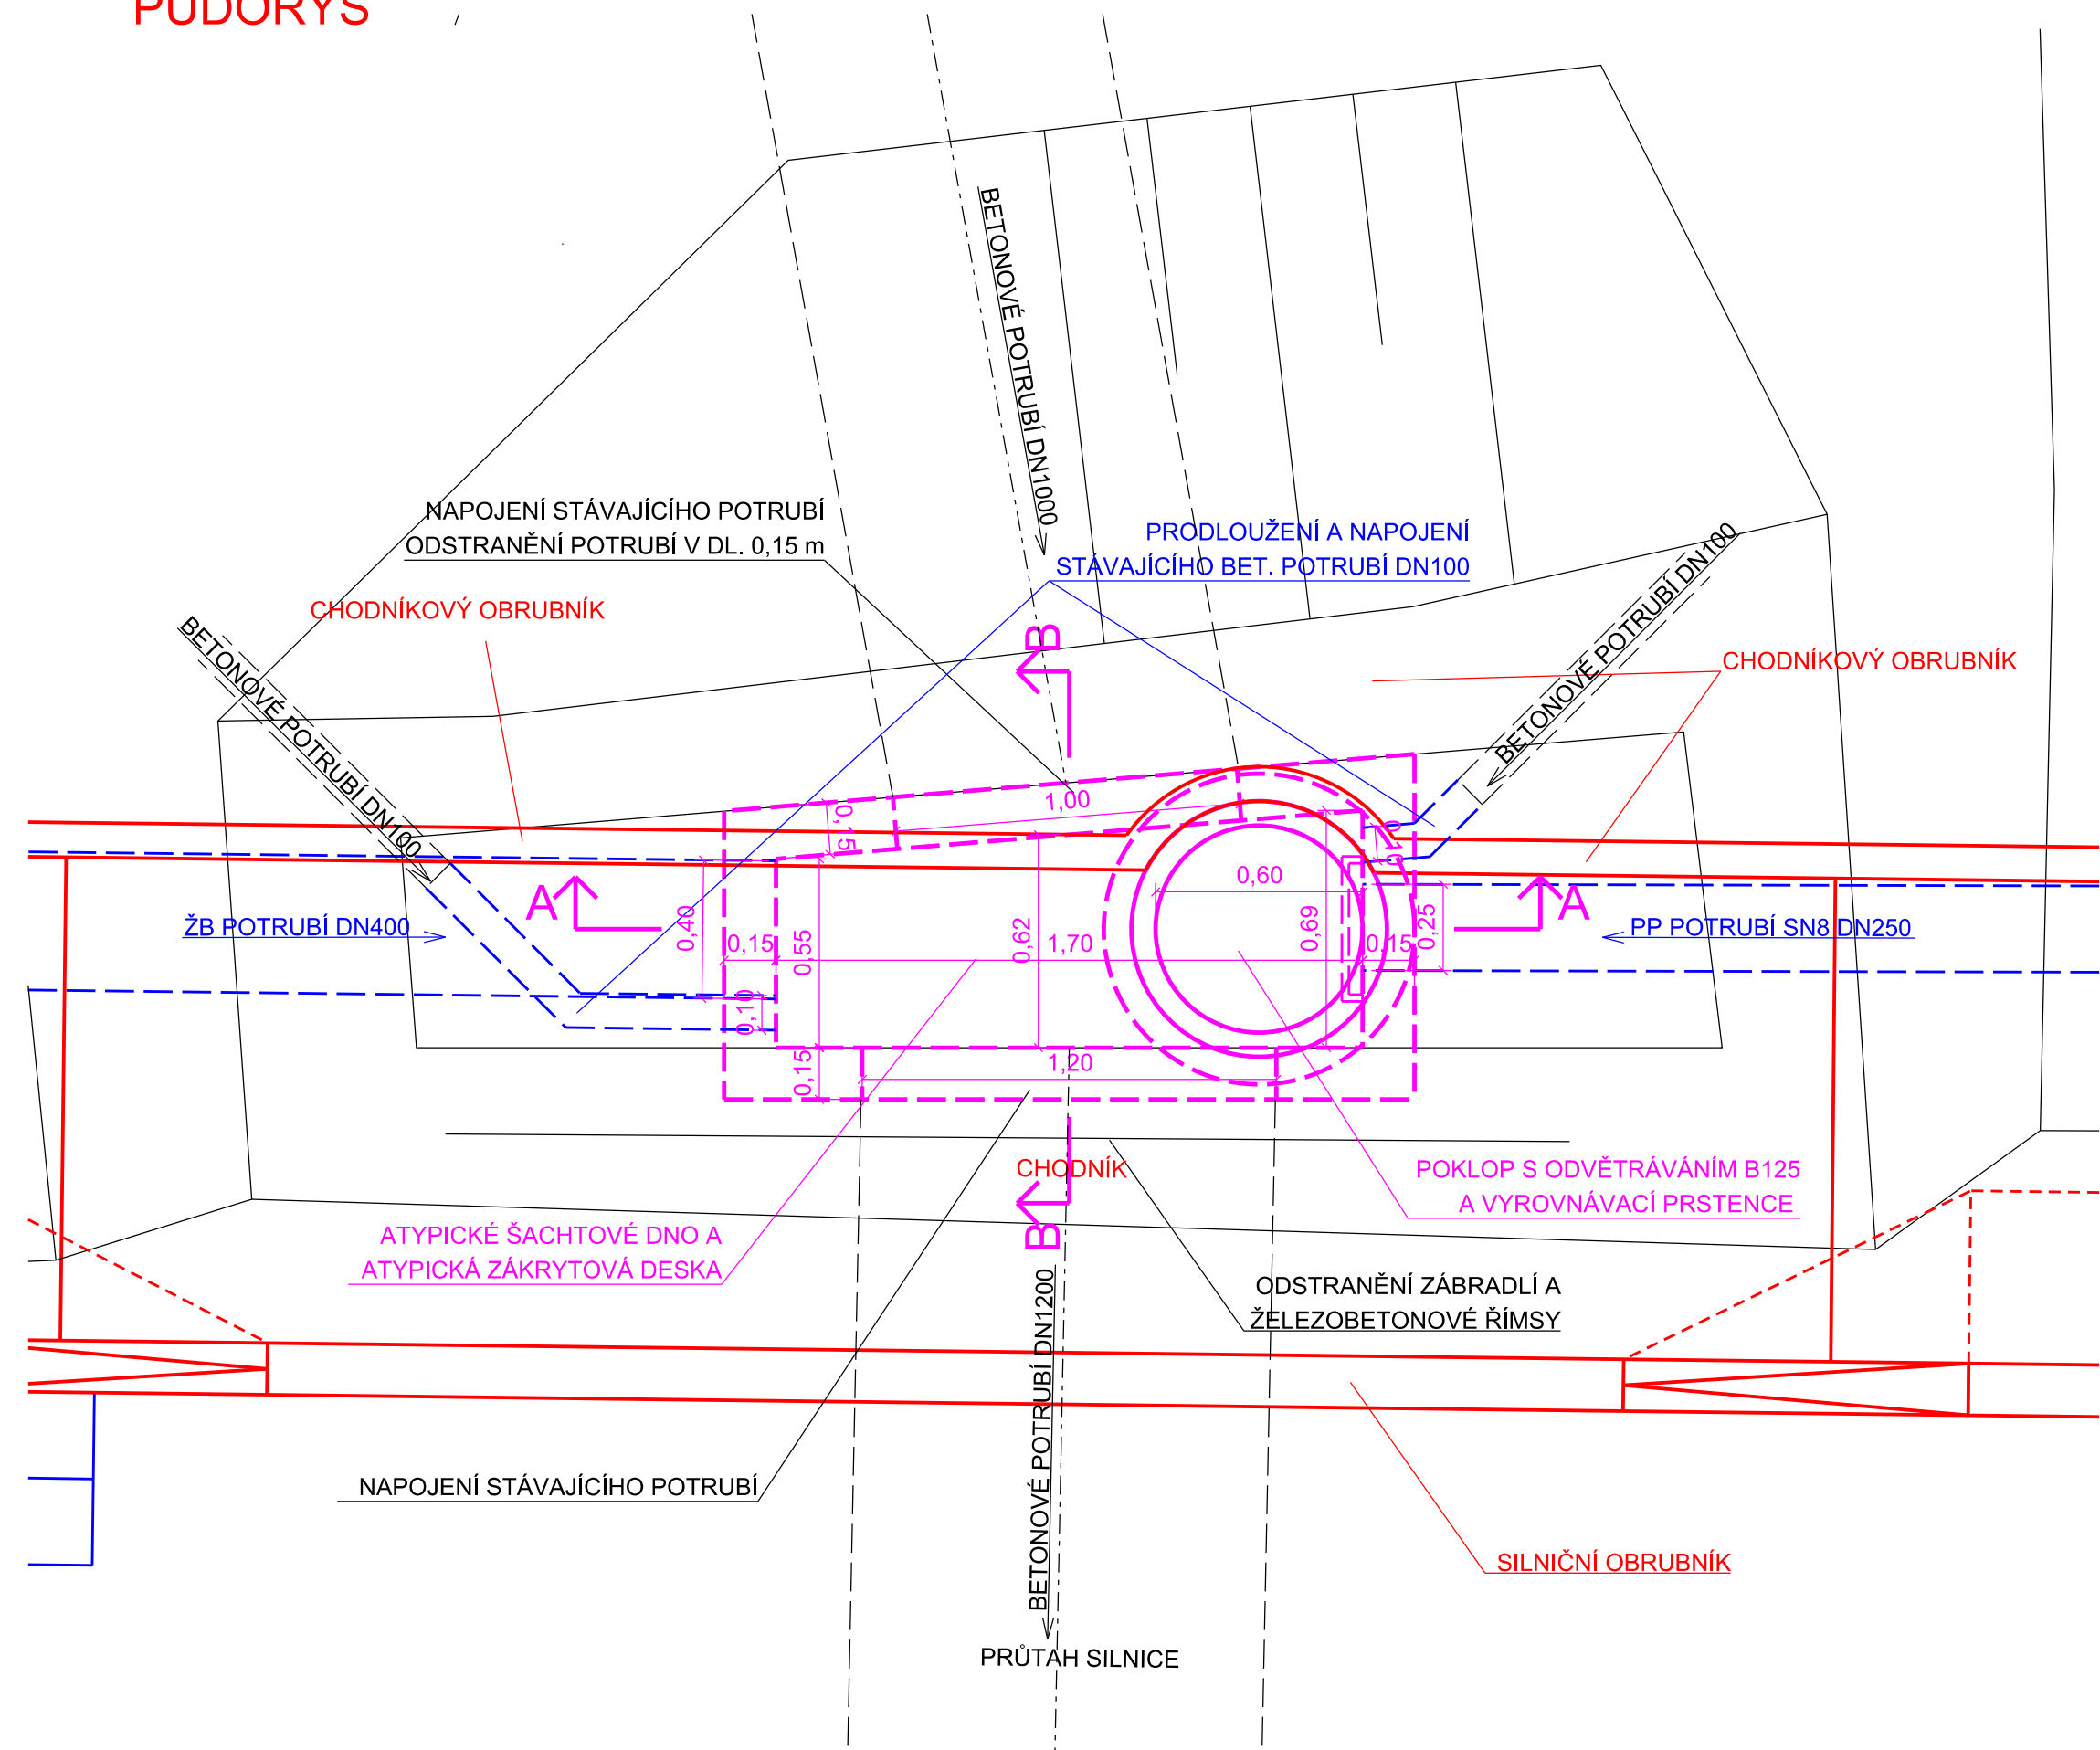 PŮDORYS
BETONOVÉ POTRUBÍ DN1000
NAPOJENÍ STÁVAJÍCÍHO POTRUBÍ
ODSTRANĚNÍ POTRUBÍ V DL. 0,15 m
PRODLOUŽENÍ A NAPOJENÍ
STÁVAJÍCÍHO BET. POTRUBÍ DN100
BETONOVÉ POTRUBÍ DN100
CHODNÍKOVÝ OBRUBNÍK
BETONOVÉ POTRUBÍ DN100
B
CHODNÍKOVÝ OBRUBNÍK
1,00
0,15
0,10
0,60
A
A
ŽB POTRUBÍ DN400
0,40
0,15
0,55
0,62
1,70
0,69
0,15
0,25
PP POTRUBÍ SN8 DN250
0,10
0,15
1,20
CHODNÍK
POKLOP S ODVĚTRÁVÁNÍM B125
A VYROVNÁVACÍ PRSTENCE
B
ATYPICKÉ ŠACHTOVÉ DNO A
ATYPICKÁ ZÁKRYTOVÁ DESKA
ODSTRANĚNÍ ZÁBRADLÍ A
ŽELEZOBETONOVÉ ŘÍMSY
BETONOVÉ POTRUBÍ DN1200
NAPOJENÍ STÁVAJÍCÍHO POTRUBÍ
SILNIČNÍ OBRUBNÍK
PRŮTAH SILNICE